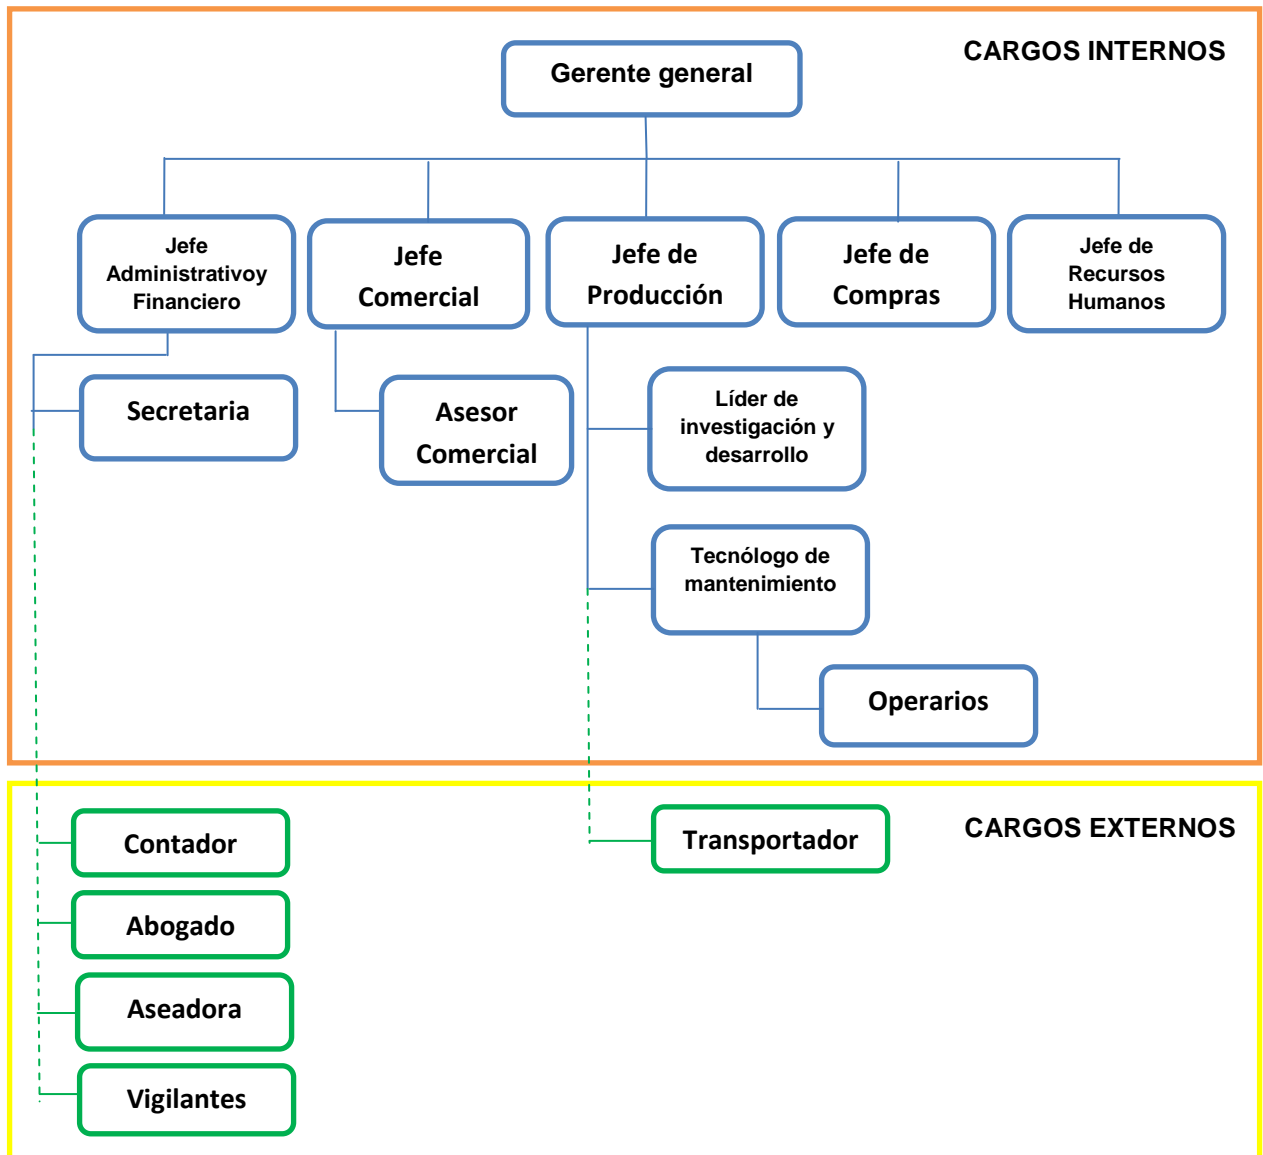 CARGOS INTERNOS
Gerente general
Jefe
Administrativoy
Financiero
Jefe
Comercial
Jefe de
Producción
Jefe de
Compras
Jefe de
Recursos
Humanos
Secretaria
Asesor
Comercial
Líder de
investigación y
desarrollo
Tecnólogo de
mantenimiento
Operarios
CARGOS EXTERNOS
Contador
Transportador
Abogado
Aseadora
Vigilantes